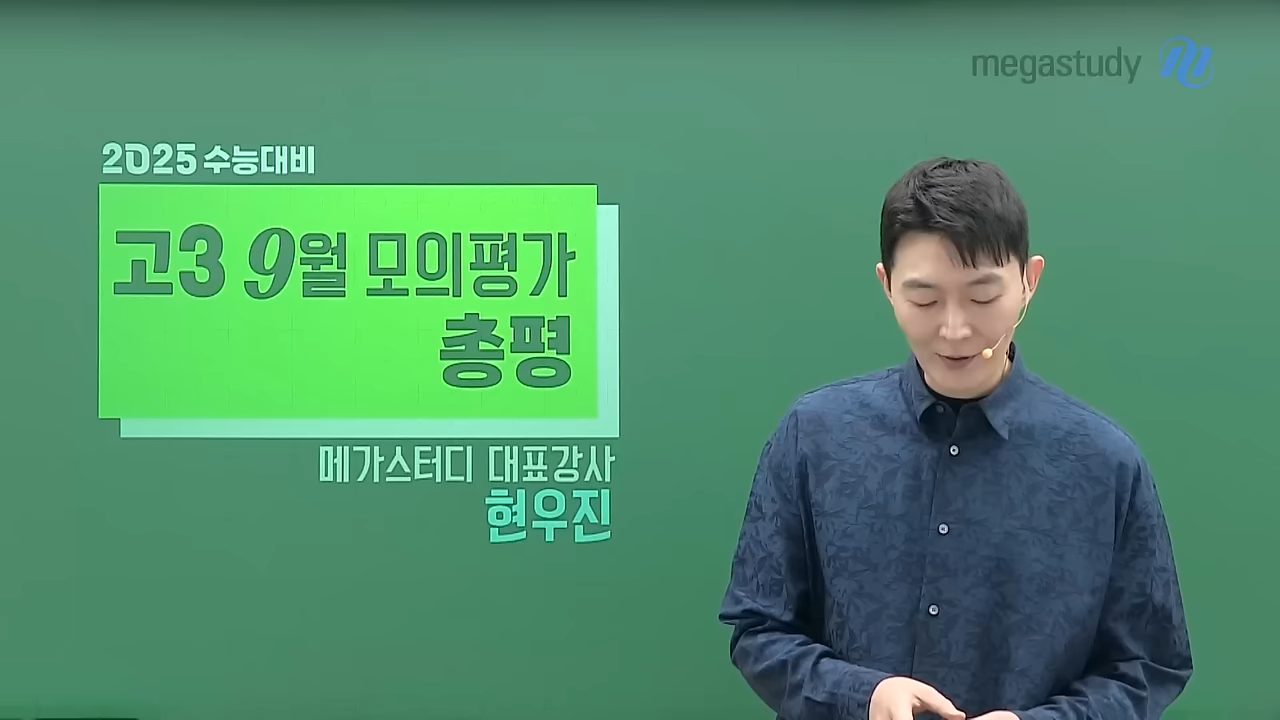 megastudy
2025 수능대비
고3 9월 모의평가
총평
메가스터디 대표강사
현우진